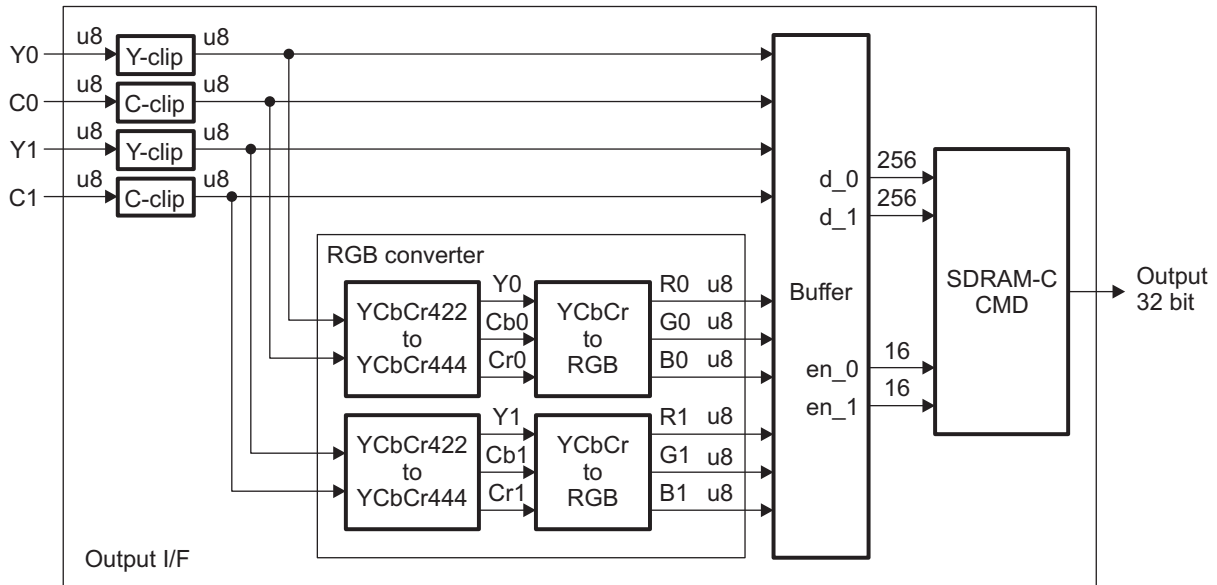 Y0 u8 Y-clip u8
C0 u8 C-clip u8
Y1 u8 Y-clip u8
C1 u8 C-clip u8
RGB converter
YCbCr422
to
YCbCr444
Y0
Cb0
Cr0
YCbCr
to
RGB
R0 u8
G0 u8
B0 u8
YCbCr422
to
YCbCr444
Y1
Cb1
Cr1
YCbCr
to
RGB
R1 u8
G1 u8
B1 u8
Buffer
d_0 256
d_1 256
en_0 16
en_1 16
SDRAM-C
CMD
Output
32 bit
Output I/F